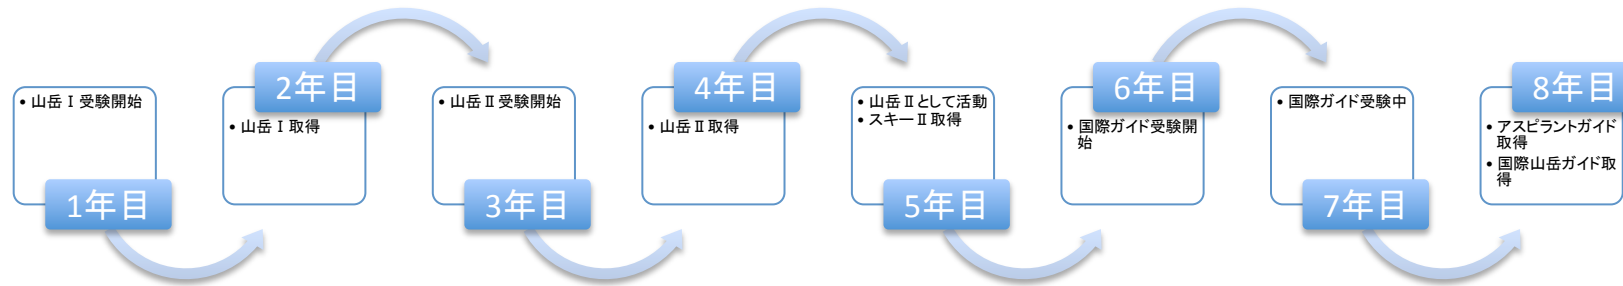 • 山岳Ⅰ受験開始
1年目
2年目
• 山岳Ⅰ取得
• 山岳Ⅱ受験開始
3年目
4年目
• 山岳Ⅱ取得
• 山岳Ⅱとして活動
• スキーⅡ取得
5年目
6年目
• 国際ガイド受験開
始
• 国際ガイド受験中
7年目
8年目
• アスピラントガイド
取得
• 国際山岳ガイド取
得